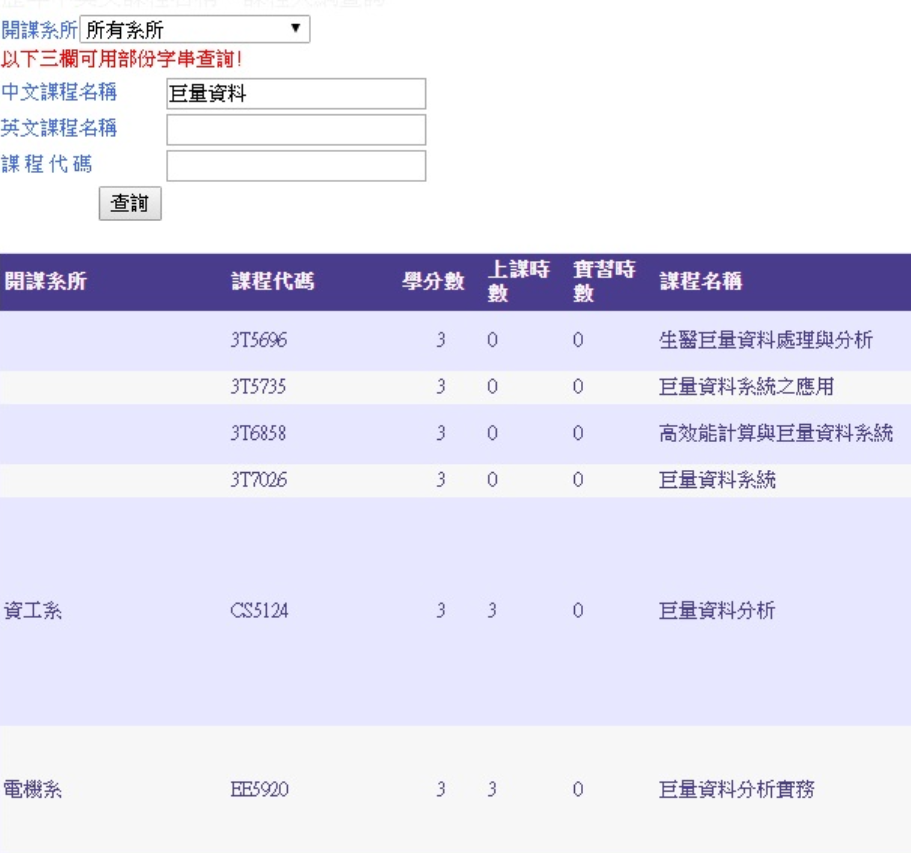 開課系所 所有系所
以下三欄可用部份字串查詢!
中文課程名稱 巨量資料
英文課程名稱
課程代碼
查詢
開課系所 課程代碼 學分數 上課時數 實習時數 課程名稱
3T5696 3 0 0 生醫巨量資料處理與分析
3T5735 3 0 0 巨量資料系統之應用
3T6858 3 0 0 高效能計算與巨量資料系統
3T7026 3 0 0 巨量資料系統
資工系 CS5124 3 3 0 巨量資料分析
電機系 EE5920 3 3 0 巨量資料分析實務